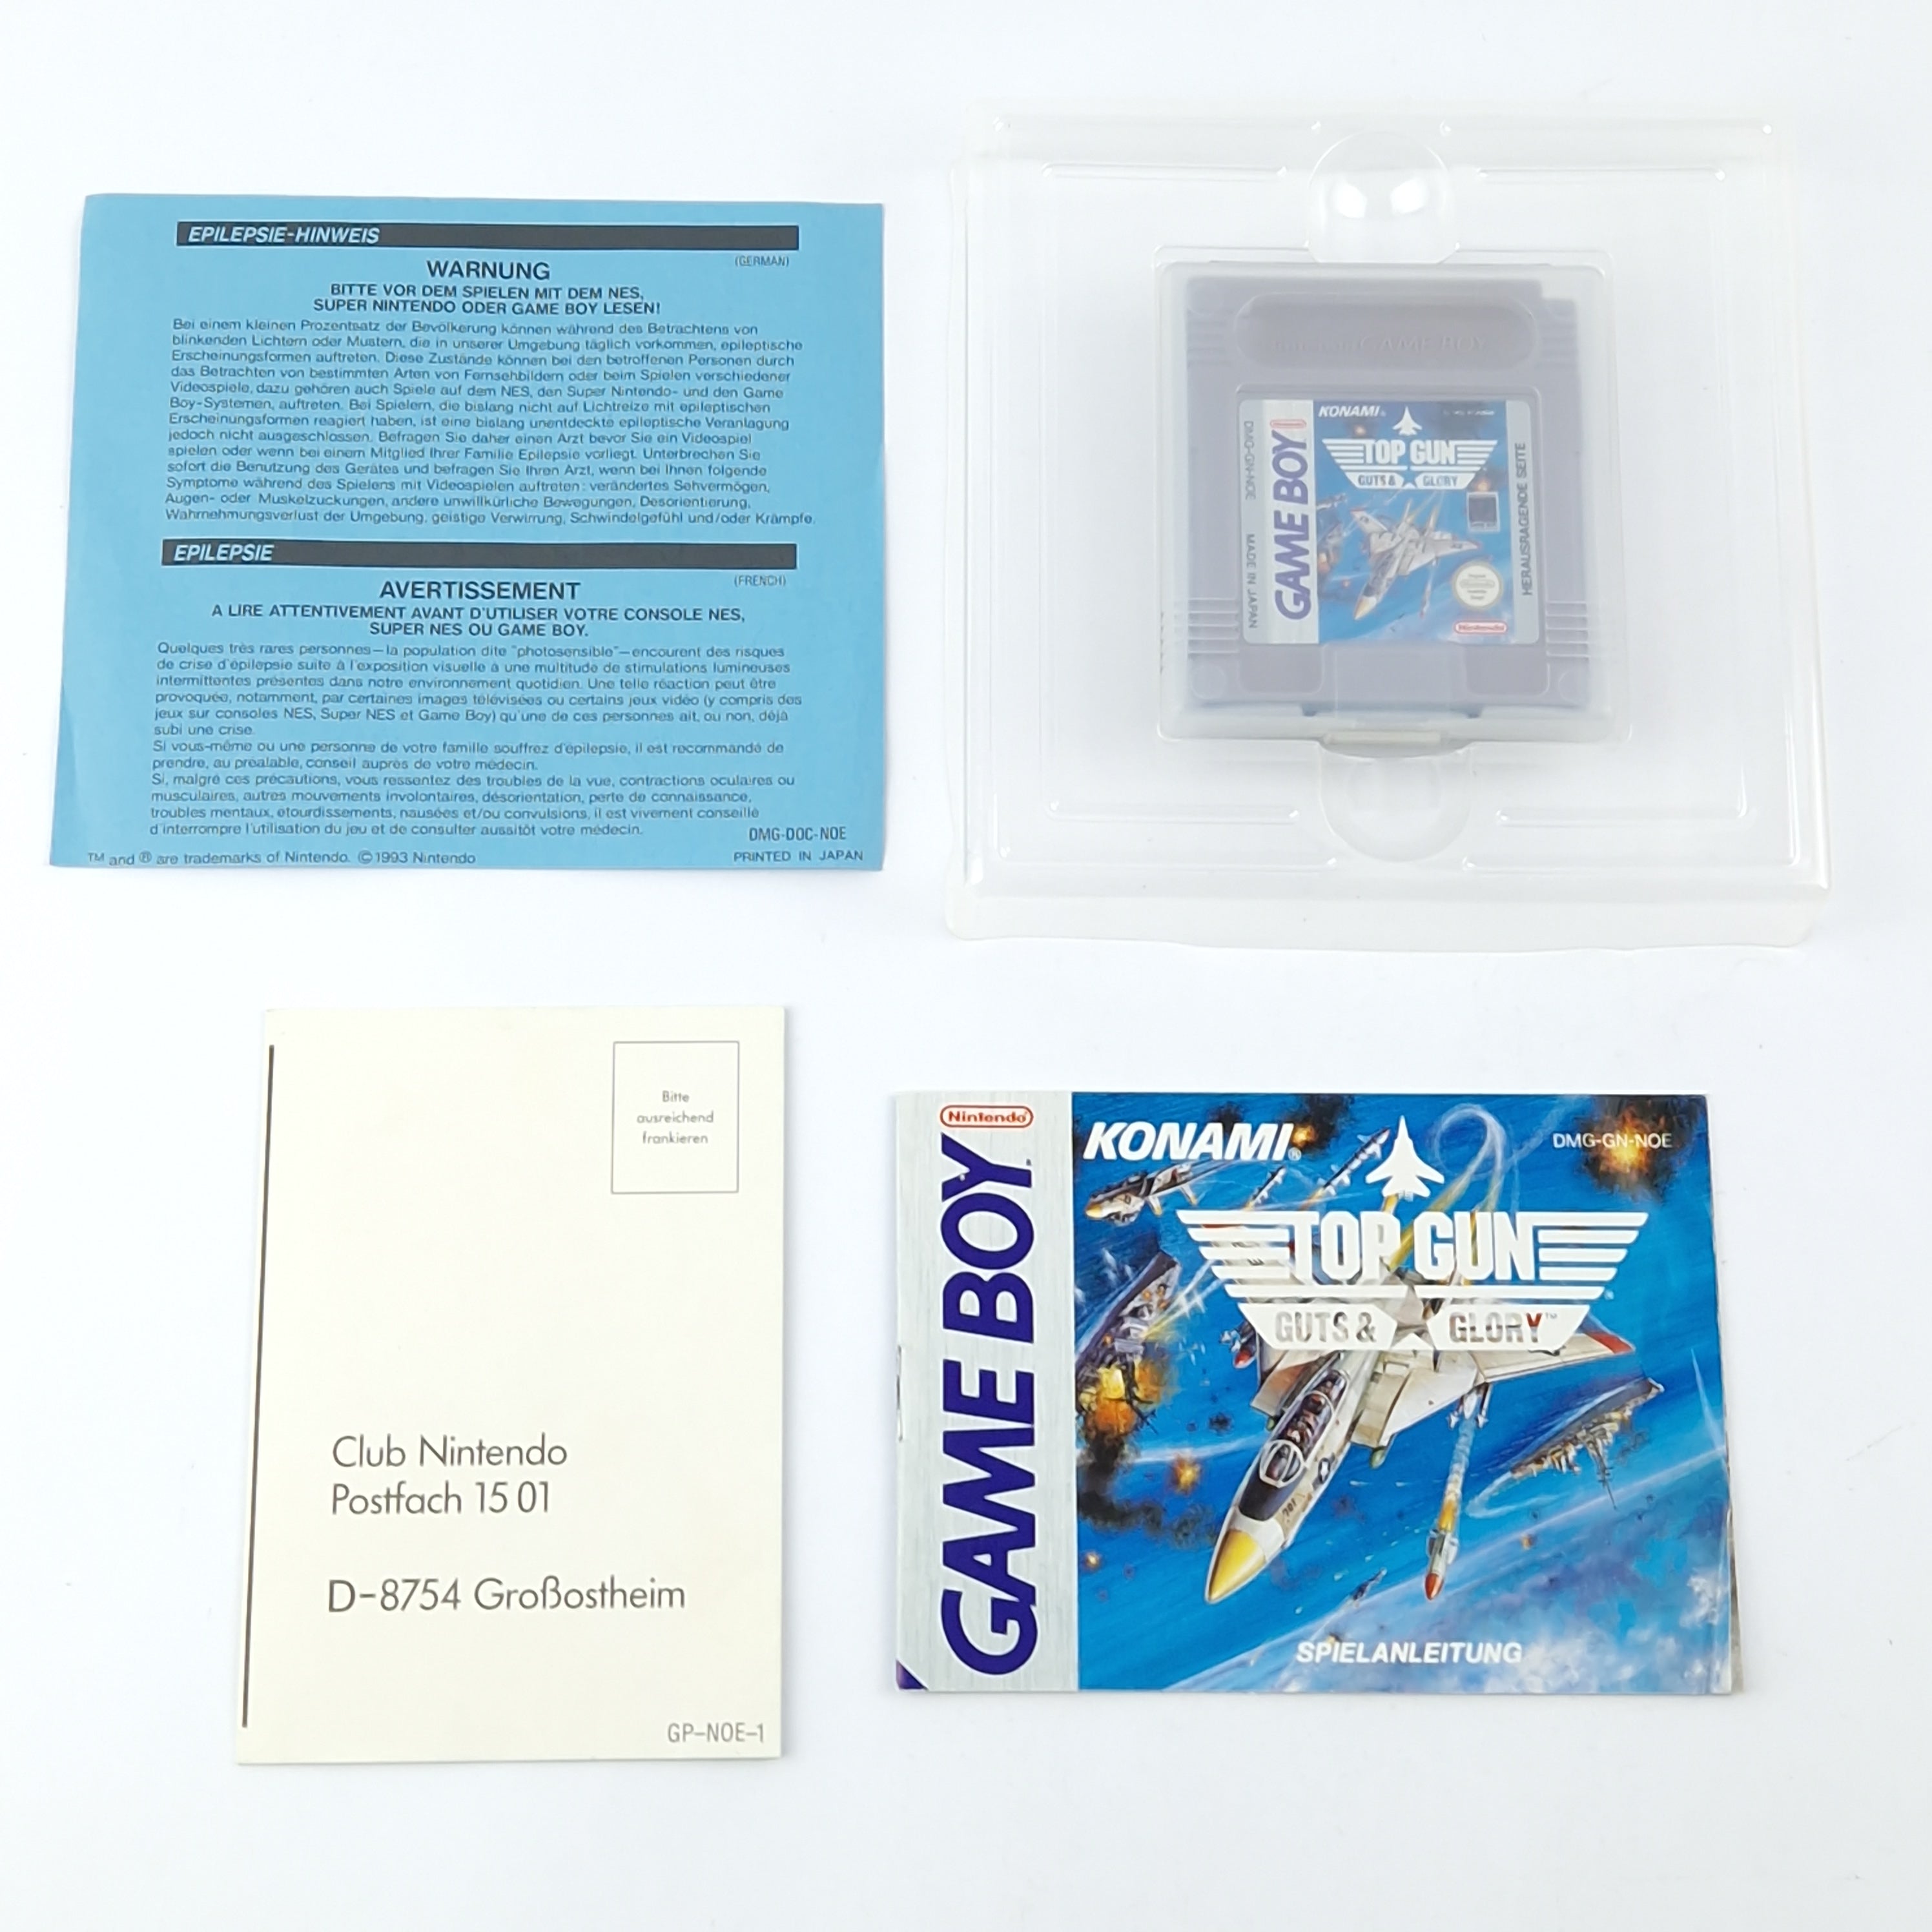 EPILEPSIE-HINWEIS
(GERMAN)
WARNUNG
BITTE VOR DEM SPIELEN MIT DEM NES,
SUPER NINTENDO ODER GAME BOY LESEN!
Bei einem kleinen Prozentsatz der Bevölkerung können während des Betrachtens von
blinkenden Lichtern oder Mustern, die in unserer Umgebung täglich vorkommen, epileptische
Erscheinungsformen auftreten. Diese Zustände können bei den betroffenen Personen durch
das Betrachten von bestimmten Arten von Fernsehbildern oder beim Spielen verschiedener
Videospiele, dazu gehören auch Spiele auf dem NES, den Super Nintendo- und den Game
Boy-Systemen, auftreten. Bei Spielern, die bislang nicht auf Lichtreize mit epileptischen
Erscheinungsformen reagiert haben, ist eine bislang unentdeckte epileptische Veranlagung
jedoch nicht ausgeschlossen. Befragen Sie daher einen Arzt bevor Sie ein Videospiel
spielen oder wenn bei einem Mitglied Ihrer Familie Epilepsie vorliegt. Unterbrechen Sie
sofort die Benutzung des Gerätes und befragen Sie Ihren Arzt, wenn bei Ihnen folgende
Symptome während des Spielens mit Videospielen auftreten: verändertes Sehvermögen,
Augen- oder Muskelzuckungen, andere unwillkürliche Bewegungen, Desorientierung,
Wahrnehmungsverlust der Umgebung, geistige Verwirrung, Schwindelgefühl und/oder Krämpfe.
EPILEPSIE
(FRENCH)
AVERTISSEMENT
A LIRE ATTENTIVEMENT AVANT D'UTILISER VOTRE CONSOLE NES,
SUPER NES OU GAME BOY.
Quelques très rares personnes—la population dite "photosensible"—encourent des risques
de crise d'épilepsie suite à l'exposition visuelle à une multitude de stimulations lumineuses
intermittentes présentes dans notre environnement quotidien. Une telle réaction peut être
provoquée, notamment, par certaines images télévisées ou certains jeux vidéo (y compris des
jeux sur consoles NES, Super NES et Game Boy) qu'une de ces personnes ait, ou non, déjà
subi une crise.
Si vous-même ou une personne de votre famille souffrez d'épilepsie, il est recommandé de
prendre, au préalable, conseil auprès de votre médecin.
Si, malgré ces précautions, vous ressentez des troubles de la vue, contractions oculaires ou
musculaires, autres mouvements involontaires, désorientation, perte de connaissance,
troubles mentaux, étourdissements, nausées et/ou convulsions, il est vivement conseillé
d'interrompre l'utilisation du jeu et de consulter aussitôt votre médecin.
DMG-DOC-NOE
TM and ® are trademarks of Nintendo. ©1993 Nintendo
PRINTED IN JAPAN
GAME BOY
KONAMI
TOP GUN
GUTS & GLORY
GAME BOY
DMG-GN-NOE
MADE IN JAPAN
HERAUSRAGENDE SEITE
Nintendo
Bitte
ausreichend
frankieren
Club Nintendo
Postfach 15 01
D-8754 Großostheim
GP-NOE-1
Nintendo
GAME BOY
KONAMI®
DMG-GN-NOE
TOP GUN
GUTS & GLORY™
201
SPIELANLEITUNG